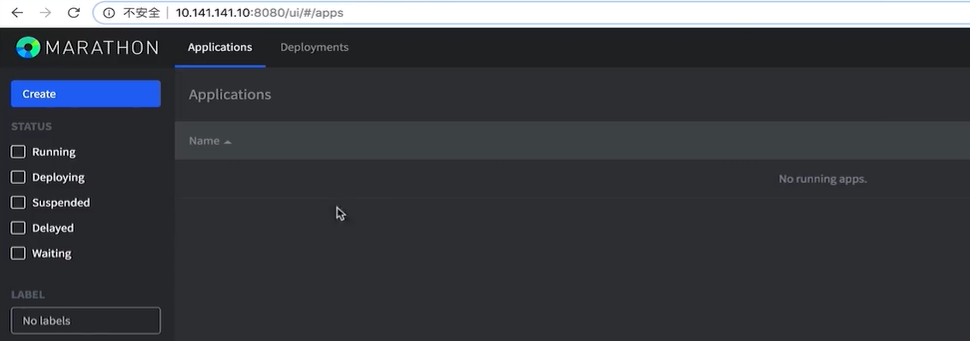 不安全 10.141.141.10:8080/ui/#/apps
MARATHON Applications Deployments
Create
Applications
STATUS
Name
Running
Deploying
No running apps.
Suspended
Delayed
Waiting
LABEL
No labels